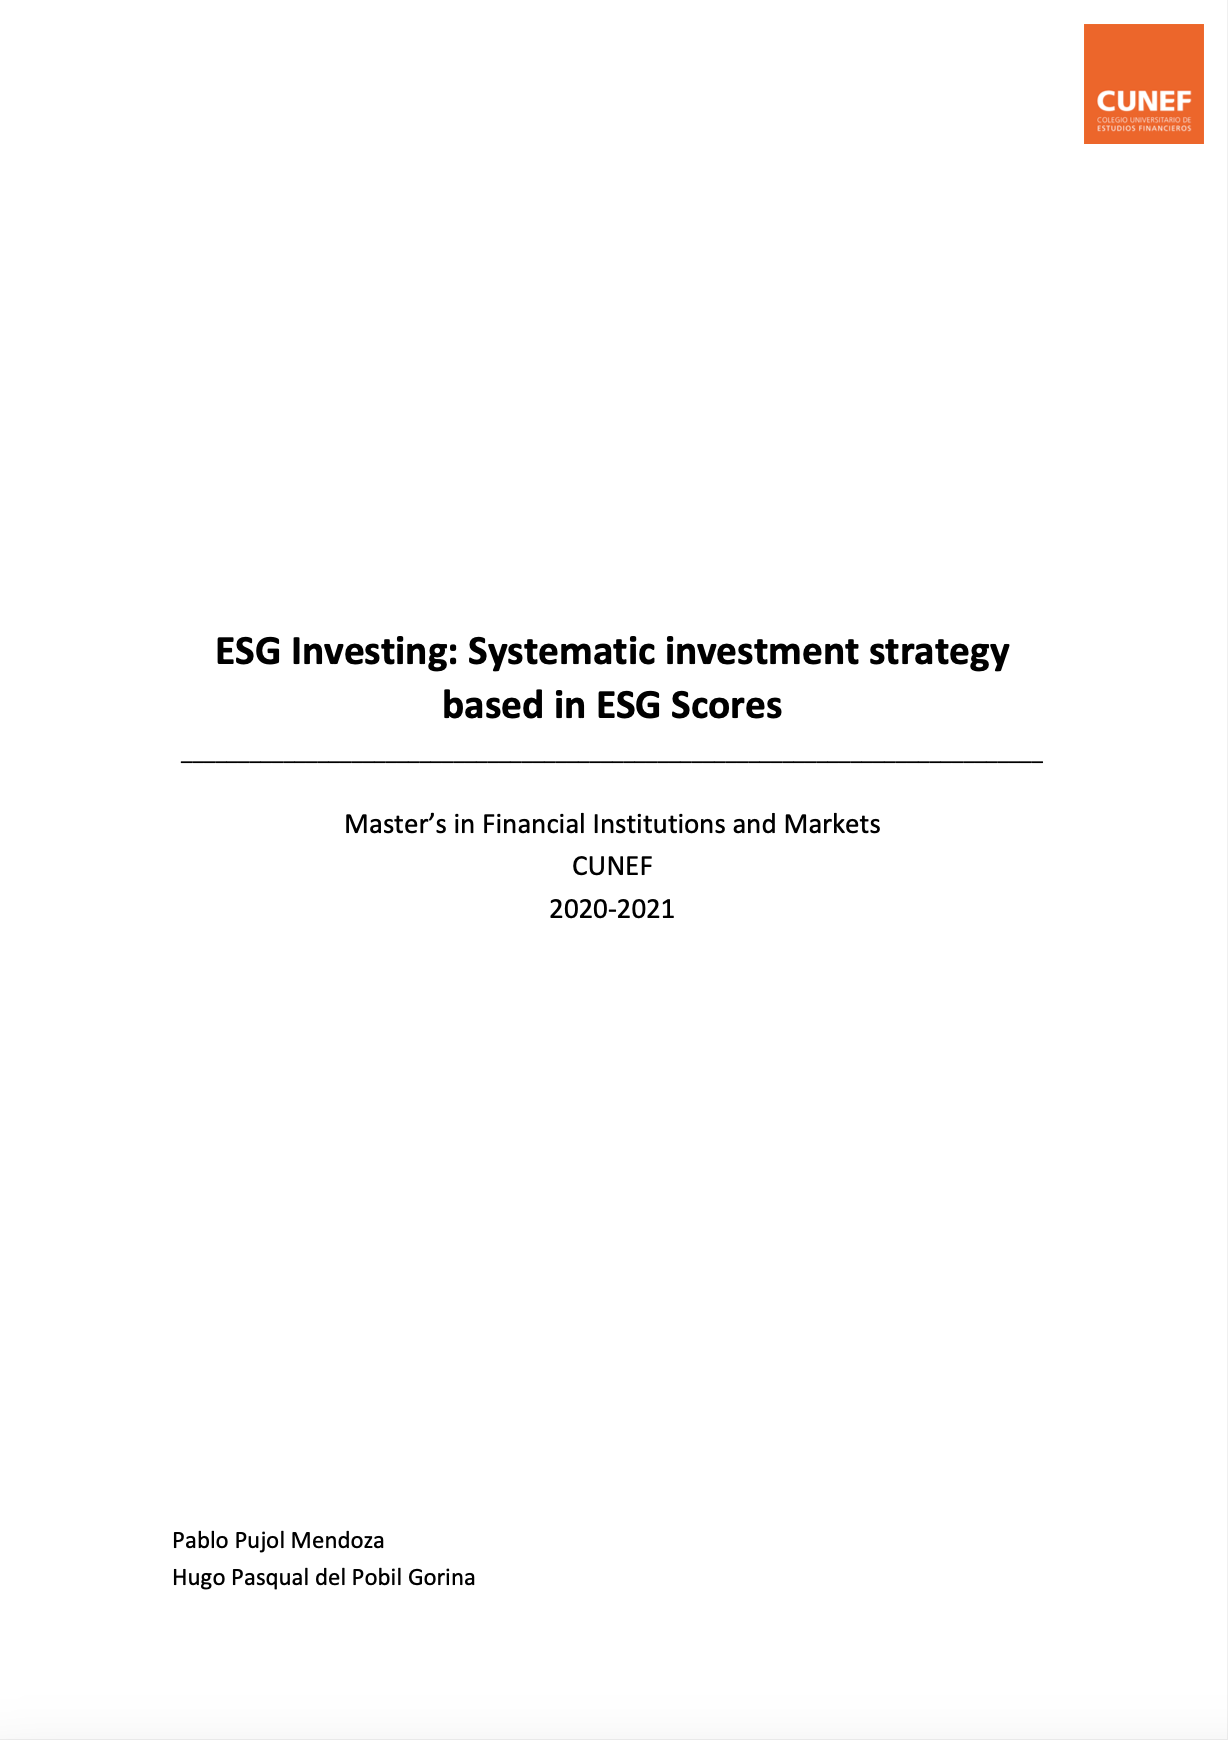 CUNEF
COLEGIO UNIVERSITARIO DE
ESTUDIOS FINANCIEROS
ESG Investing: Systematic investment strategy
based in ESG Scores
Master’s in Financial Institutions and Markets
CUNEF
2020-2021
Pablo Pujol Mendoza
Hugo Pasqual del Pobil Gorina